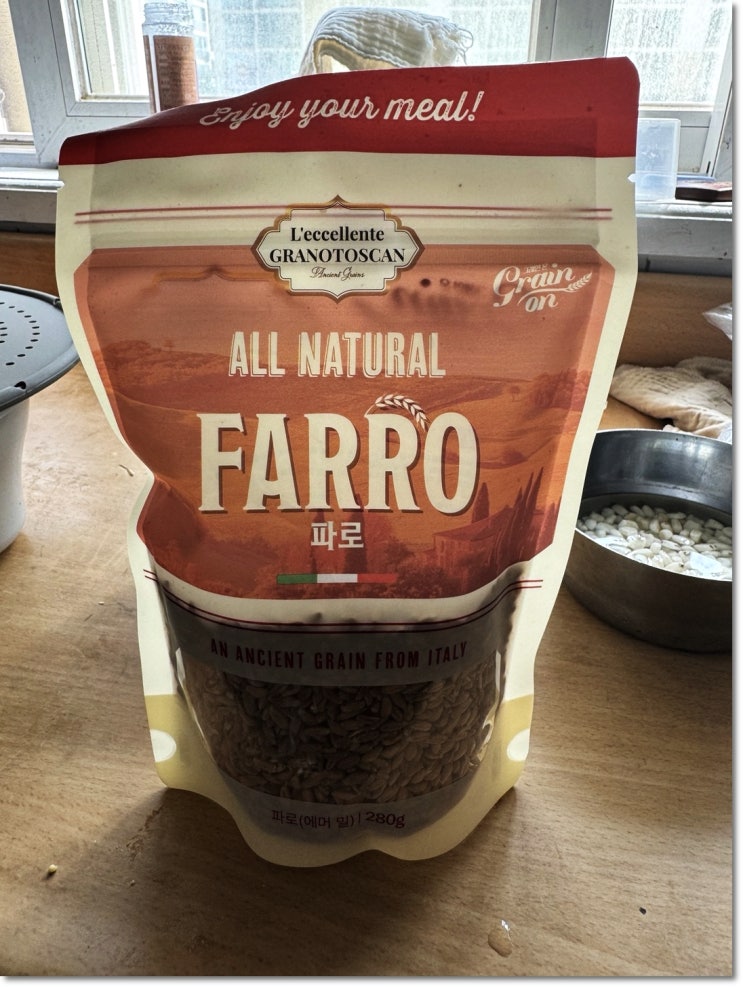 Enjoy your meal!
L'eccellente
GRANOTOSCAN
Ancient Grains
Grain
on
ALL NATURAL
FARRO
파로
AN ANCIENT GRAIN FROM ITALY
파로(에머 밀) | 280g